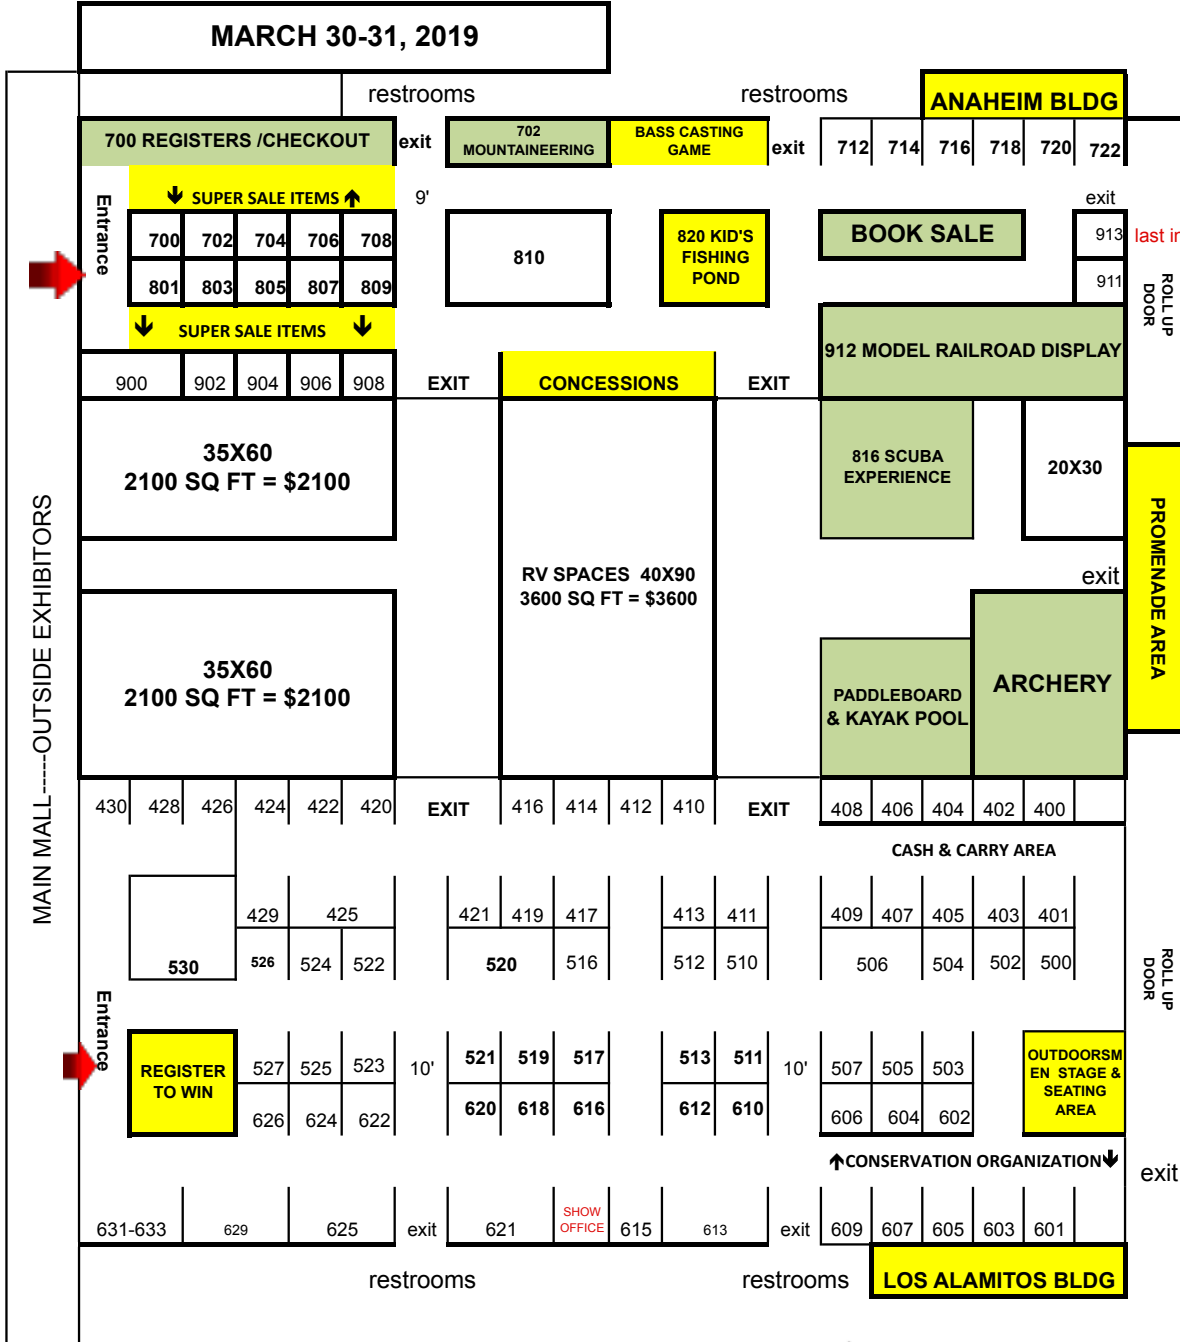 MARCH 30-31, 2019
restrooms restrooms ANAHEIM BLDG
700 REGISTERS /CHECKOUT exit 702 MOUNTAINEERING BASS CASTING GAME exit 712 714 716 718 720 722
SUPER SALE ITEMS 9' exit
Entrance
700 702 704 706 708 810 820 KID'S FISHING POND BOOK SALE 913 last in
801 803 805 807 809 911
ROLL UP DOOR
SUPER SALE ITEMS
912 MODEL RAILROAD DISPLAY
900 902 904 906 908 EXIT CONCESSIONS EXIT
35X60
2100 SQ FT = $2100
816 SCUBA
EXPERIENCE
20X30
MAIN MALL-----OUTSIDE EXHIBITORS
PROMENADE AREA
RV SPACES 40X90
3600 SQ FT = $3600
exit
35X60
2100 SQ FT = $2100
PADDLEBOARD
& KAYAK POOL
ARCHERY
430 428 426 424 422 420 EXIT 416 414 412 410 EXIT 408 406 404 402 400
CASH & CARRY AREA
429 425 421 419 417 413 411 409 407 405 403 401
530 526 524 522 520 516 512 510 506 504 502 500
ROLL UP DOOR
Entrance
REGISTER
TO WIN
527 525 523 10' 521 519 517 513 511 10' 507 505 503
OUTDOORSM
EN STAGE &
SEATING
AREA
626 624 622 620 618 616 612 610 606 604 602
CONSERVATION ORGANIZATION
exit
631-633 629 625 exit 621 SHOW OFFICE 615 613 exit 609 607 605 603 601
restrooms restrooms LOS ALAMITOS BLDG